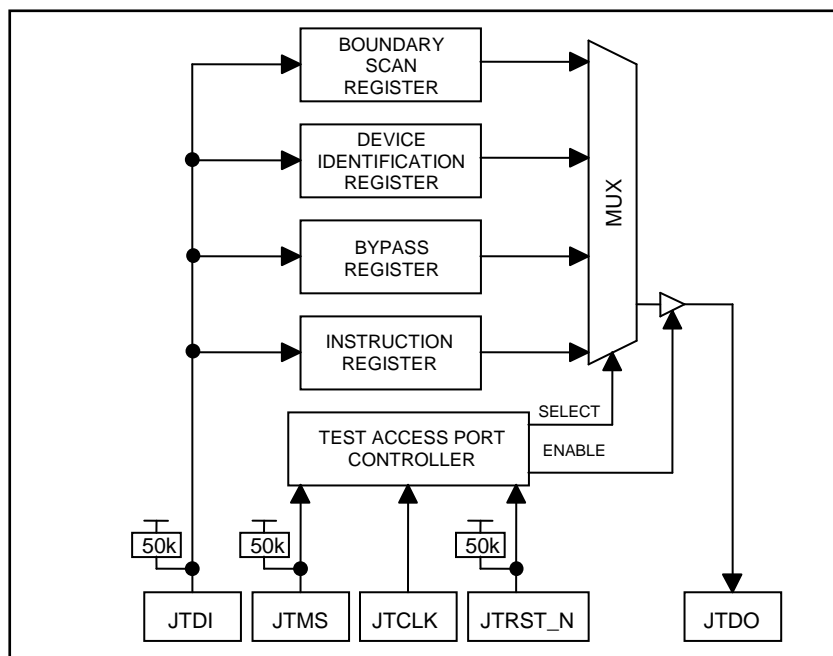 BOUNDARY
SCAN
REGISTER
DEVICE
IDENTIFICATION
REGISTER
BYPASS
REGISTER
INSTRUCTION
REGISTER
MUX
SELECT
TEST ACCESS PORT
CONTROLLER
ENABLE
50k
50k
50k
JTDI
JTMS
JTCLK
JTRST_N
JTDO